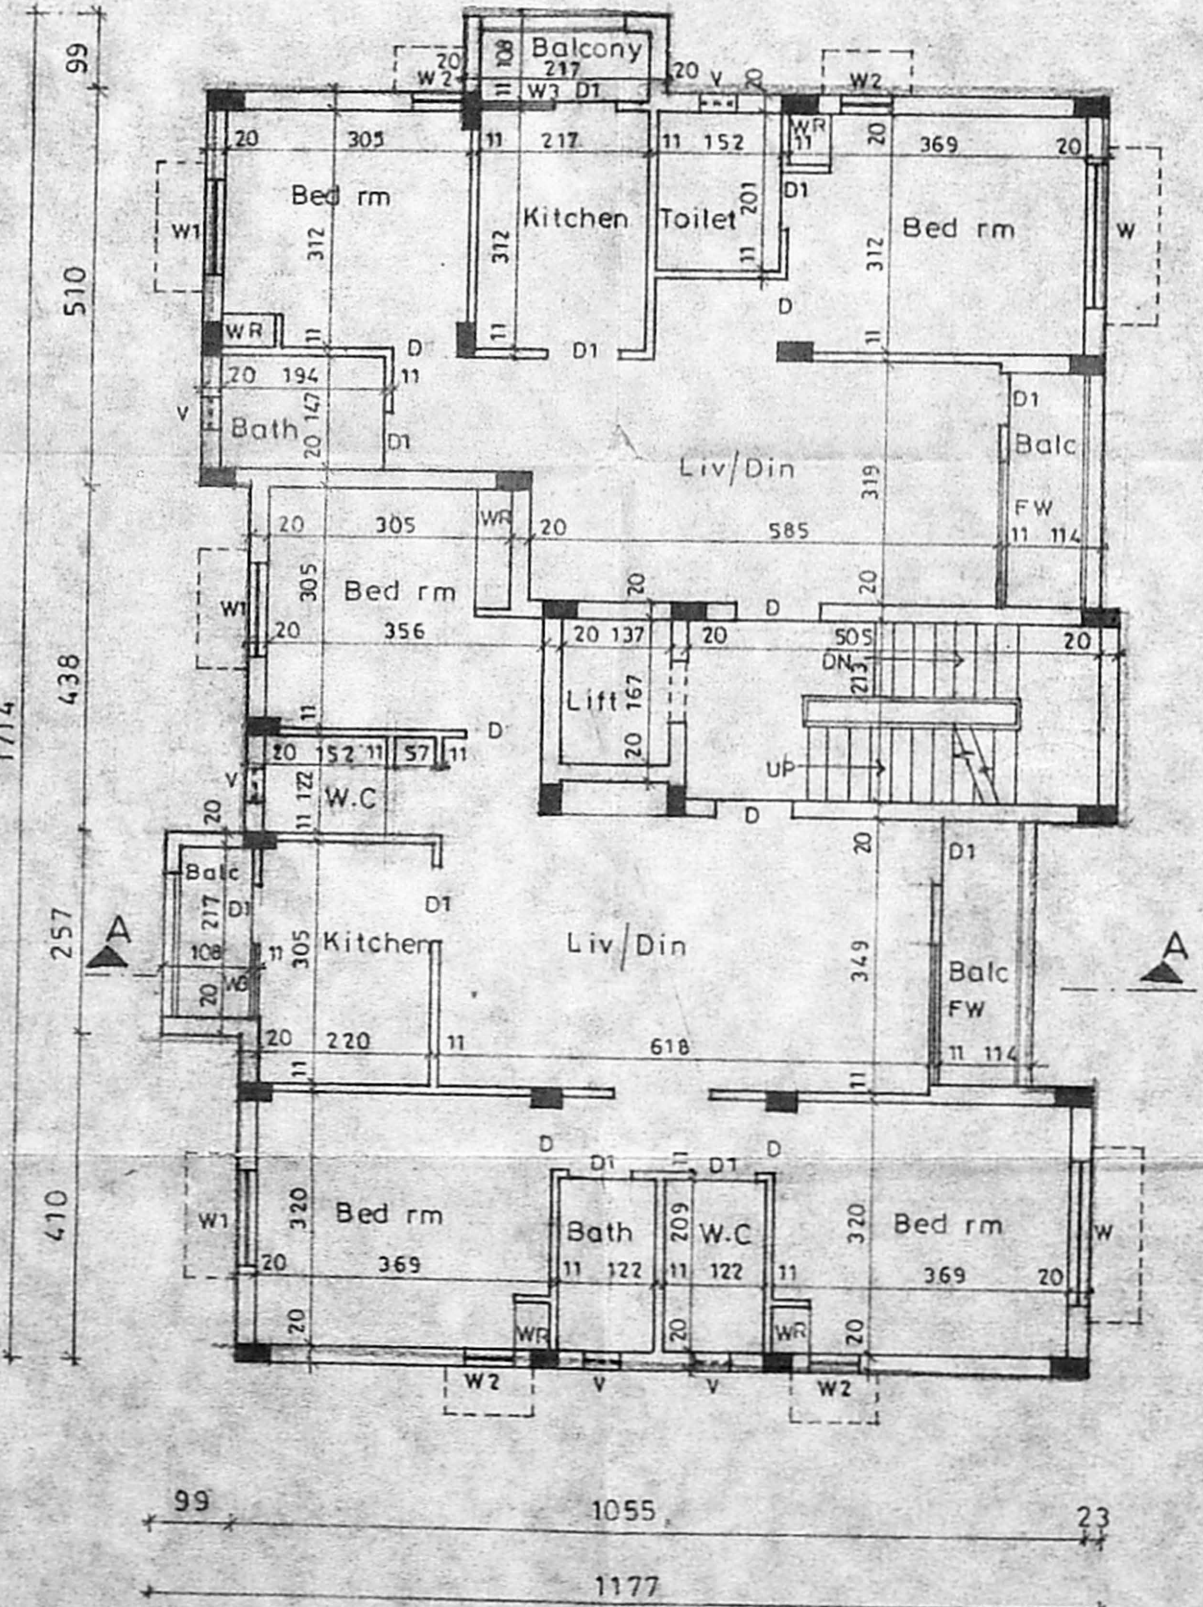 99
20
108
Balcony
217
20
V
20
W2
W2
11
W3
D1
20
305
11
217
11
152
WR
11
20
369
20
Bed rm
Kitchen
Toilet
201
D1
Bed rm
W1
312
312
11
312
W
510
D
WR
11
D
11
D1
11
20
194
11
V
147
Bath
20
D1
D1
Balc
Liv/Din
319
FW
20
305
WR
20
585
11
114
305
Bed rm
20
20
W1
D
20
356
20
137
20
505
20
DN
213
438
Lift
167
1714
11
D
20
152
11
57
11
20
V
122
W.C
UP
20
11
D
20
Balc
D1
217
D1
D1
A
257
11
305
Kitchen
Liv/Din
349
A
108
Balc
20
W3
FW
20
220
11
618
11
114
11
11
D
D1
11
D1
D
410
W1
320
Bed rm
Bath
209
W.C
320
Bed rm
W
20
369
11
122
11
122
11
369
20
20
WR
20
WR
20
W2
V
V
W2
99
1055
23
1177